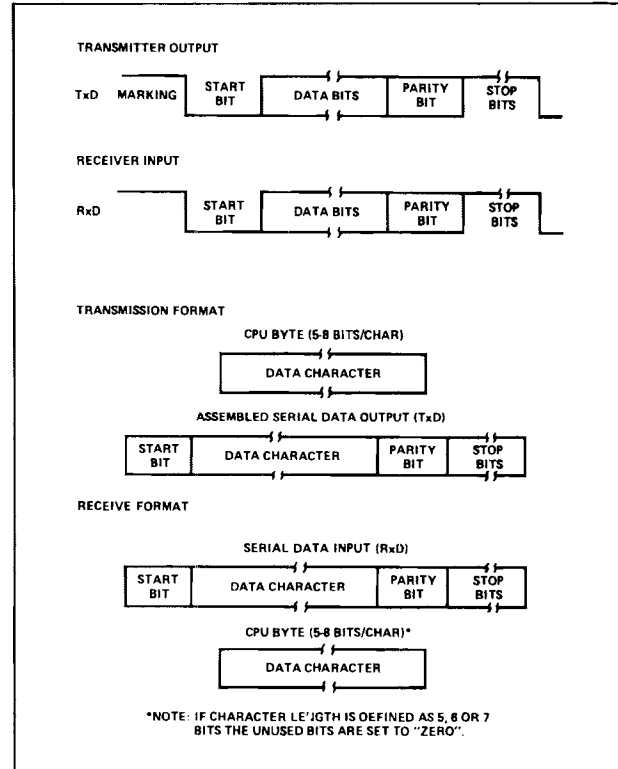 TRANSMITTER OUTPUT
TxD MARKING START BIT DATA BITS PARITY BIT STOP BITS
RECEIVER INPUT
RxD START BIT DATA BITS PARITY BIT STOP BITS
TRANSMISSION FORMAT
CPU BYTE (5-8 BITS/CHAR)
DATA CHARACTER
ASSEMBLED SERIAL DATA OUTPUT (TxD)
START BIT DATA CHARACTER PARITY BIT STOP BITS
RECEIVE FORMAT
SERIAL DATA INPUT (RxD)
START BIT DATA CHARACTER PARITY BIT STOP BITS
CPU BYTE (5-8 BITS/CHAR)*
DATA CHARACTER
*NOTE: IF CHARACTER LENGTH IS DEFINED AS 5, 6 OR 7
BITS THE UNUSED BITS ARE SET TO "ZERO".